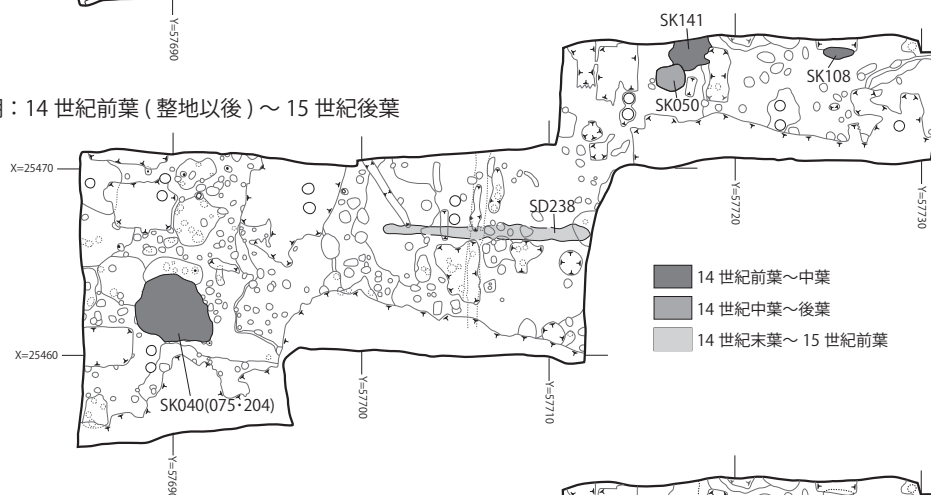 Y=57690
SK141
SK108
SK050
：14 世紀前葉 ( 整地以後 ) ～ 15 世紀後葉
X=25470
Y=57720
Y=57730
SD238
14 世紀前葉～中葉
14 世紀中葉～後葉
14 世紀末葉～ 15 世紀前葉
X=25460
Y=57700
Y=57710
SK040(075･204)
Y=57690